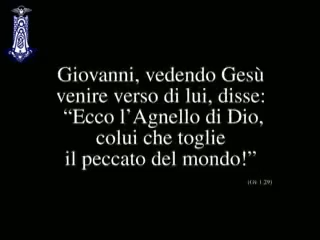 Giovanni, vedendo Gesù
venire verso di lui, disse:
“Ecco l’Agnello di Dio,
colui che toglie
il peccato del mondo!”
(Gv 1,29)